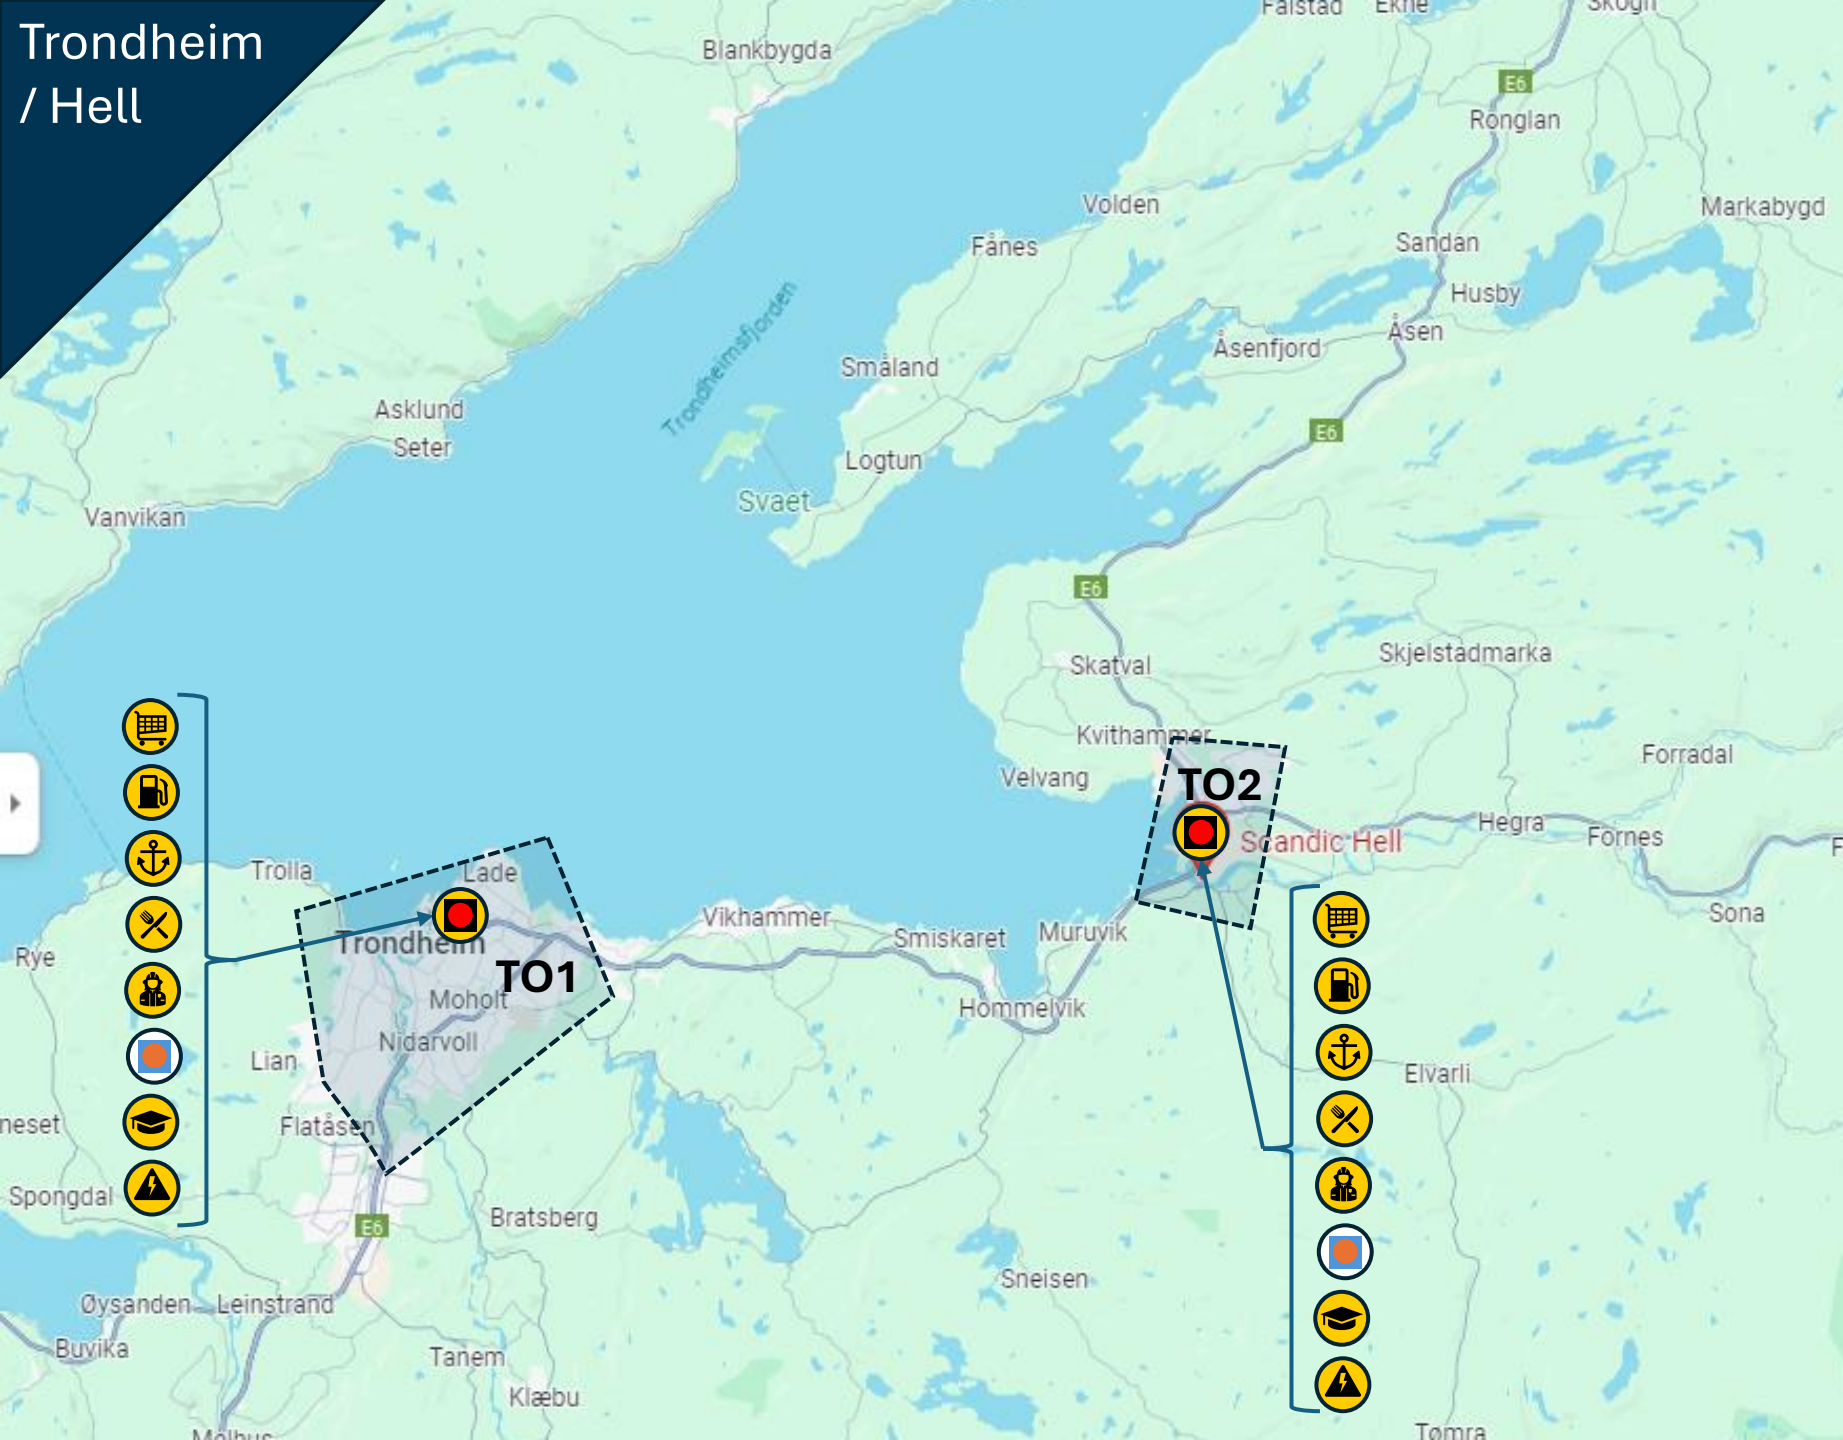 Trondheim
/ Hell
Falstad
Ekne
Skogn
Blankbygda
E6
Ronglan
Volden
Markabygd
Fånes
Sandan
Husby
Trondheimsfjorden
Åsen
Åsenfjord
Småland
Asklund
E6
Seter
Logtun
Svaet
Vanvikan
E6
Skatval
Skjelstadmarka
Kvithammer
Forradal
Velvang
TO2
Hegra
Fornes
F
Scandic Hell
Trolla
Lade
Vikhammer
Sona
Muruvik
Smiskaret
Trondheim
Rye
TO1
Moholt
Hommelvik
Nidarvoll
Lian
Elvarli
neset
Flatåsen
Spongdal
Bratsberg
E6
Sneisen
Øysanden
Leinstrand
Buvika
Tanem
Klæbu
Melhus
Tømra